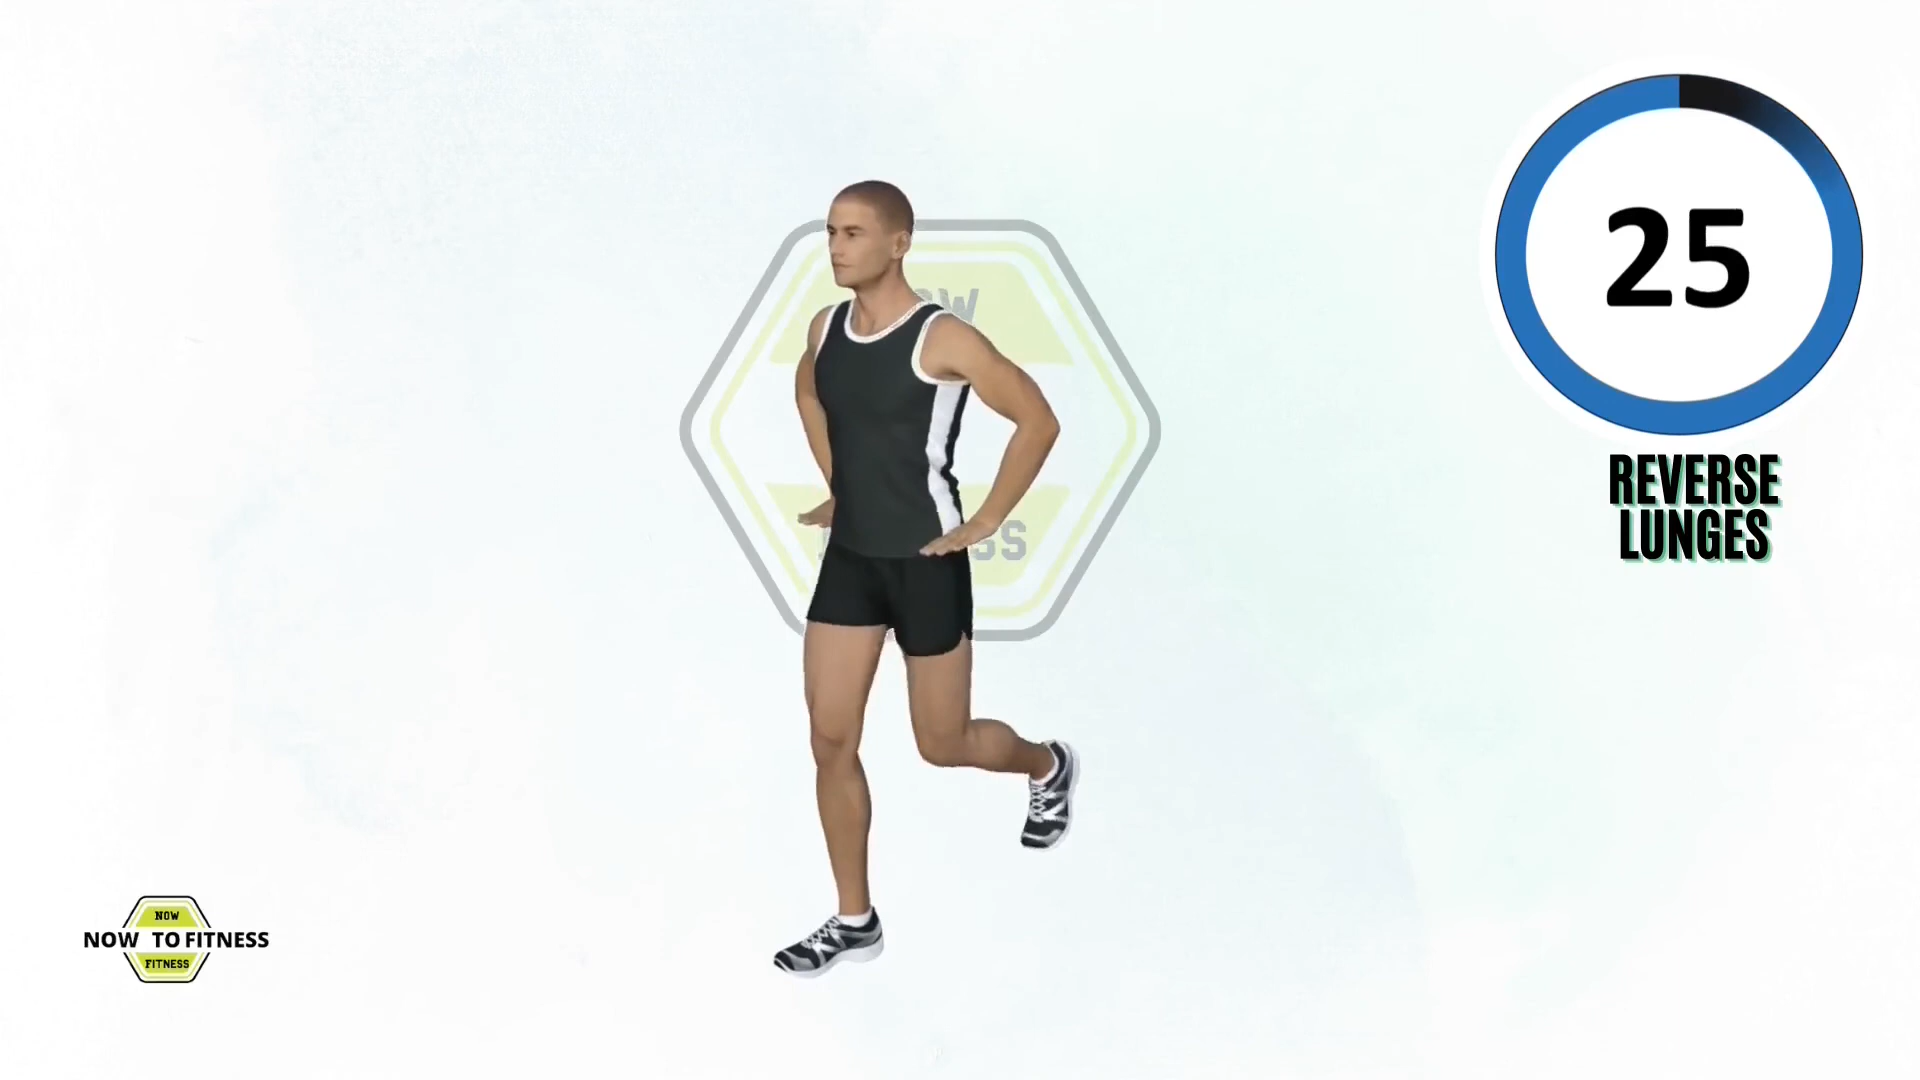 25
REVERSE
LUNGES
NOW
NOW TO FITNESS
FITNESS